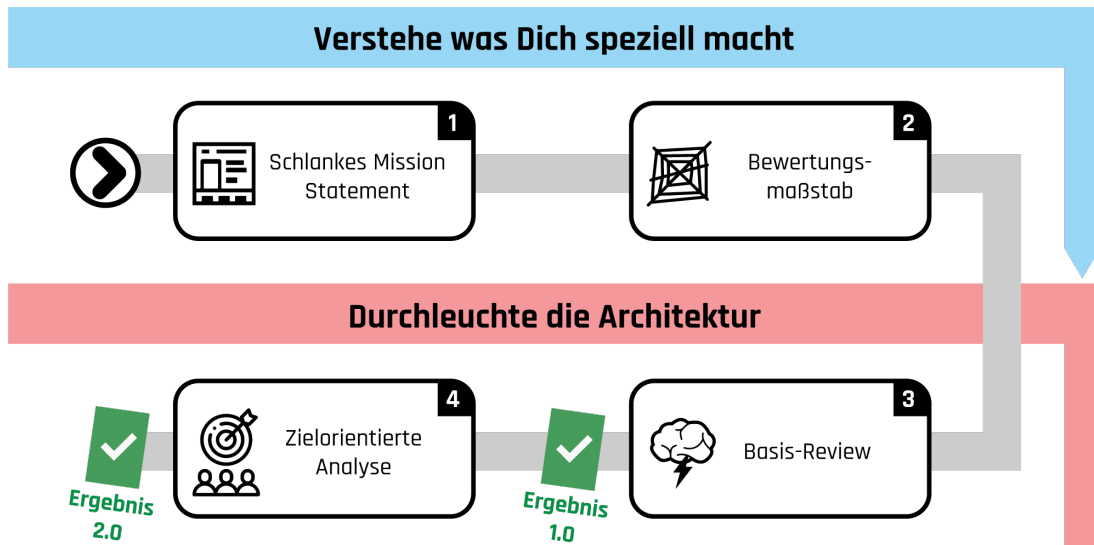 Verstehe was Dich speziell macht
1
Schlankes Mission
Statement
2
Bewertungs-
maßstab
Durchleuchte die Architektur
4
Zielorientierte
Analyse
3
Basis-Review
Ergebnis
2.0
Ergebnis
1.0